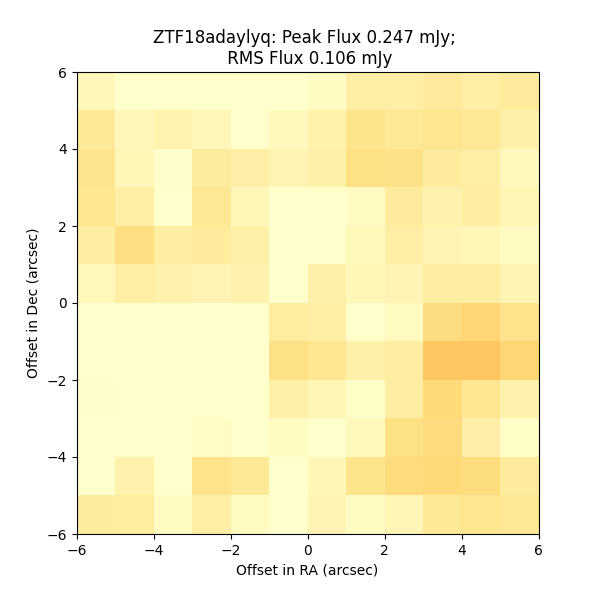 ZTF18adaylyq: Peak Flux 0.247 mJy;
RMS Flux 0.106 mJy
6
4
2
0
−2
−4
−6
Offset in Dec (arcsec)
−6 −4 −2 0 2 4 6
Offset in RA (arcsec)